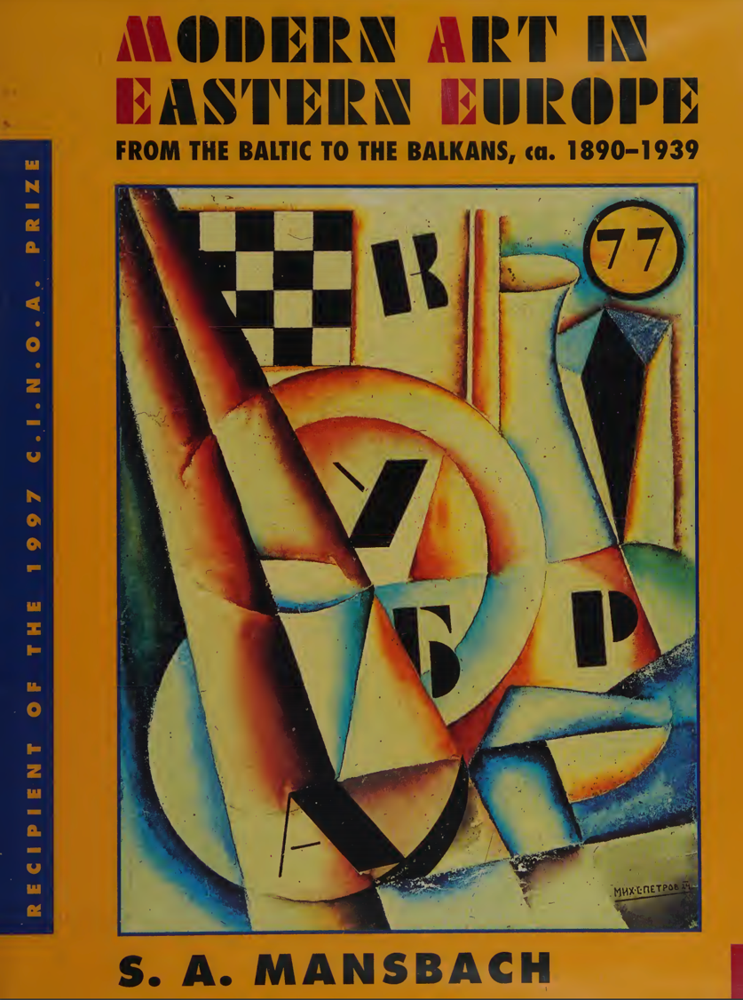 MODERN ART IN
EASTERN EUROPE
FROM THE BALTIC TO THE BALKANS, ca. 1890–1939
RECIPIENT OF THE 1997 C.I.N.O.A. PRIZE
К
77
У
Б
Р
А
МИХ.С.ПЕТРОВ 24
S. A. MANSBACH